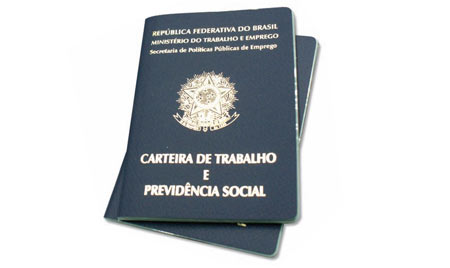 REPÚBLICA FEDERATIVA DO BRASIL
MINISTÉRIO DO TRABALHO E EMPREGO
Secretaria de Políticas Públicas de Emprego
CARTEIRA DE TRABALHO
E
PREVIDÊNCIA SOCIAL